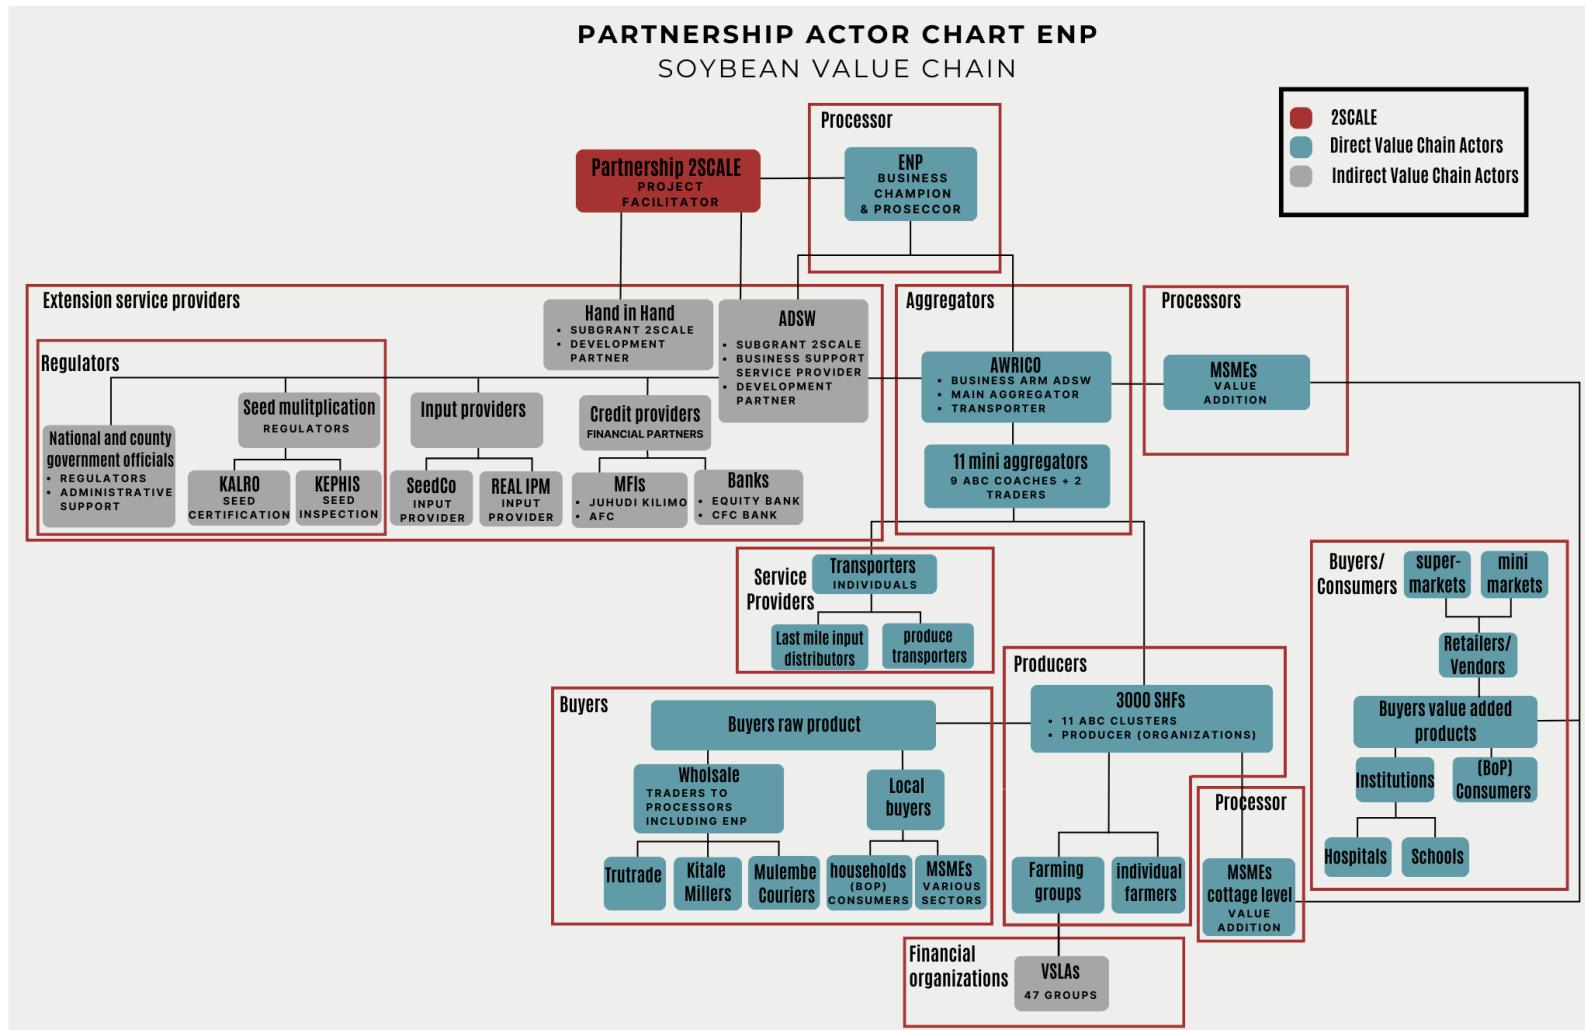 PARTNERSHIP ACTOR CHART ENP
SOYBEAN VALUE CHAIN
2SCALE
Direct Value Chain Actors
Indirect Value Chain Actors
Processor
Partnership 2SCALE
PROJECT
FACILITATOR
ENP
BUSINESS
CHAMPION
& PROSECCOR
Extension service providers
Hand in Hand
• SUBGRANT 2SCALE
• DEVELOPMENT
PARTNER
ADSW
• SUBGRANT 2SCALE
• BUSINESS SUPPORT
SERVICE PROVIDER
• DEVELOPMENT
PARTNER
Aggregators
AWRICO
• BUSINESS ARM ADSW
• MAIN AGGREGATOR
• TRANSPORTER
11 mini aggregators
9 ABC COACHES + 2
TRADERS
Processors
MSMEs
VALUE
ADDITION
Regulators
National and county
government officials
• REGULATORS
• ADMINISTRATIVE
SUPPORT
Seed mulitplication
REGULATORS
KALRO
SEED
CERTIFICATION
KEPHIS
SEED
INSPECTION
Input providers
SeedCo
INPUT
PROVIDER
REAL IPM
INPUT
PROVIDER
Credit providers
FINANCIAL PARTNERS
MFIs
• JUHUDI KILIMO
• AFC
Banks
• EQUITY BANK
• CFC BANK
Service
Providers
Transporters
INDIVIDUALS
Last mile input
distributors
produce
transporters
Buyers/
Consumers
super-
markets
mini
markets
Retailers/
Vendors
Buyers value added
products
Institutions
(BoP)
Consumers
Hospitals
Schools
Producers
3000 SHFs
• 11 ABC CLUSTERS
• PRODUCER (ORGANIZATIONS)
Farming
groups
individual
farmers
Buyers
Buyers raw product
Wholsale
TRADERS TO
PROCESSORS
INCLUDING ENP
Local
buyers
Trutrade
Kitale
Millers
Mulembe
Couriers
households
(BOP)
CONSUMERS
MSMEs
VARIOUS
SECTORS
Processor
MSMEs
cottage level
VALUE
ADDITION
Financial
organizations
VSLAs
47 GROUPS